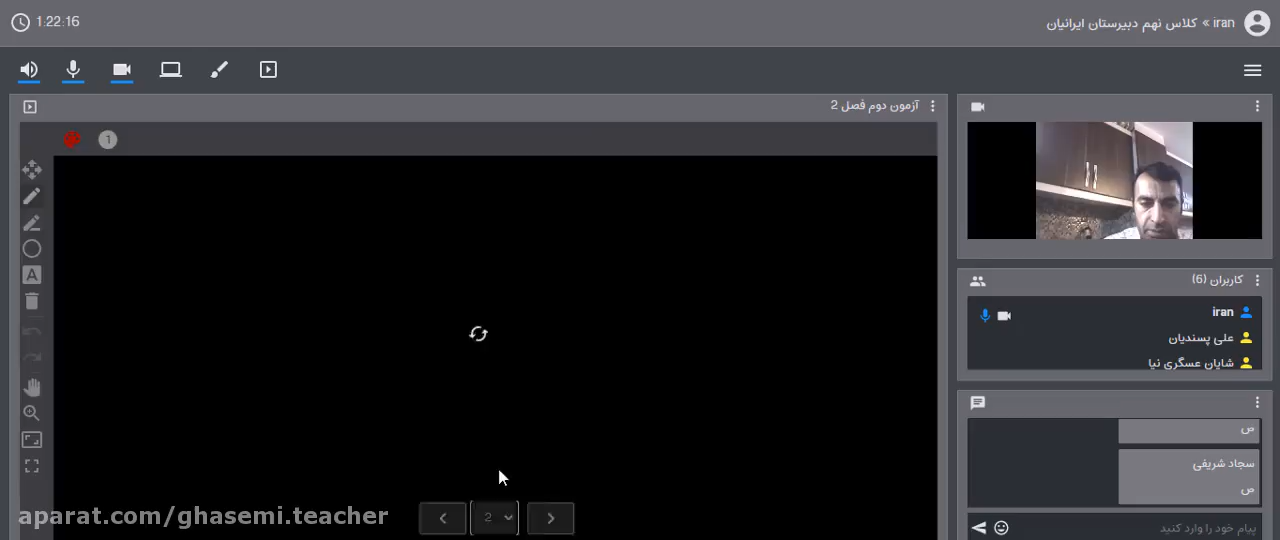 1:22:16
iran » کلاس نهم دبیرستان ایرانیان
آزمون دوم فصل 2
1
A
کاربران (6)
iran
علی پسندیان
شایان عسگری نیا
ص
سجاد شریفی
ص
پیام خود را وارد کنید
2
aparat.com/ghasemi.teacher